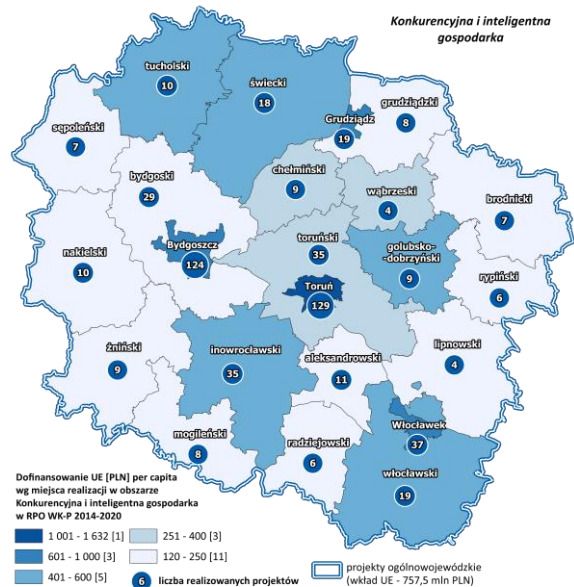 Konkurencyjna i inteligentna
gospodarka
tucholski
10
świecki
18
sępoleński
7
Grudziądz
19
grudziądzki
8
bydgoski
29
chełmiński
9
wąbrzeski
4
brodnicki
7
nakielski
10
Bydgoszcz
124
toruński
35
golubsko-
-dobrzyński
9
rypiński
6
Toruń
129
żniński
9
inowrocławski
35
aleksandrowski
11
lipnowski
4
mogileński
8
radziejowski
6
Włocławek
37
włocławski
19
Dofinansowanie UE [PLN] per capita
wg miejsca realizacji w obszarze
Konkurencyjna i inteligentna gospodarka
w RPO WK-P 2014-2020
1 001 - 1 632 [1]
251 - 400 [3]
601 - 1 000 [3]
120 - 250 [11]
401 - 600 [5]
6 liczba realizowanych projektów
projekty ogólnowojewódzkie
(wkład UE - 757,5 mln PLN)